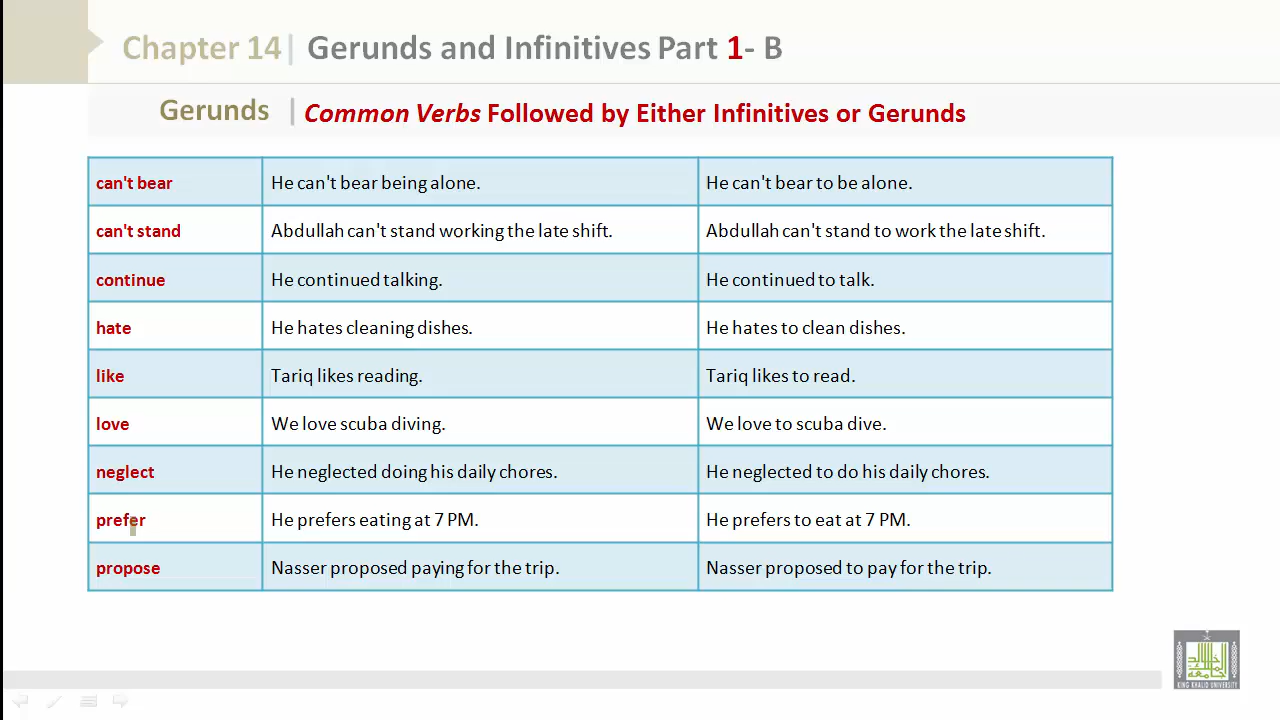 Chapter 14| Gerunds and Infinitives Part 1- B
Gerunds | Common Verbs Followed by Either Infinitives or Gerunds
can't bear He can't bear being alone. He can't bear to be alone.
can't stand Abdullah can't stand working the late shift. Abdullah can't stand to work the late shift.
continue He continued talking. He continued to talk.
hate He hates cleaning dishes. He hates to clean dishes.
like Tariq likes reading. Tariq likes to read.
love We love scuba diving. We love to scuba dive.
neglect He neglected doing his daily chores. He neglected to do his daily chores.
prefer He prefers eating at 7 PM. He prefers to eat at 7 PM.
propose Nasser proposed paying for the trip. Nasser proposed to pay for the trip.
KING KHALID UNIVERSITY